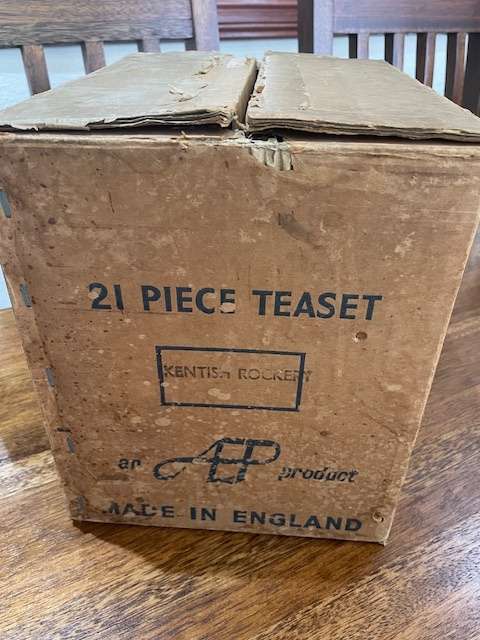 21 PIECE TEASET
KENTISH ROCKERY
an AEP product
MADE IN ENGLAND